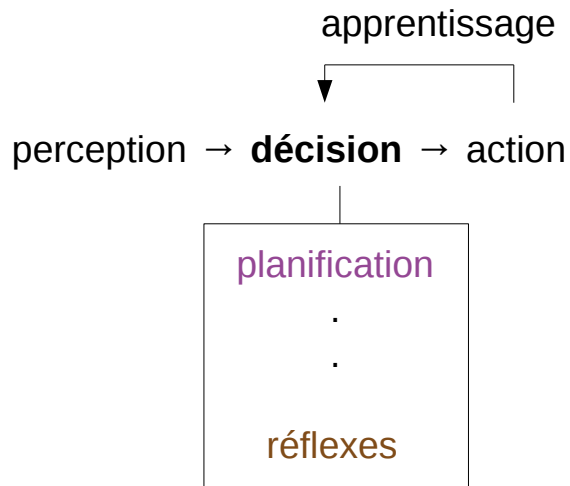 apprentissage
perception → décision → action
planification
.
.
réflexes